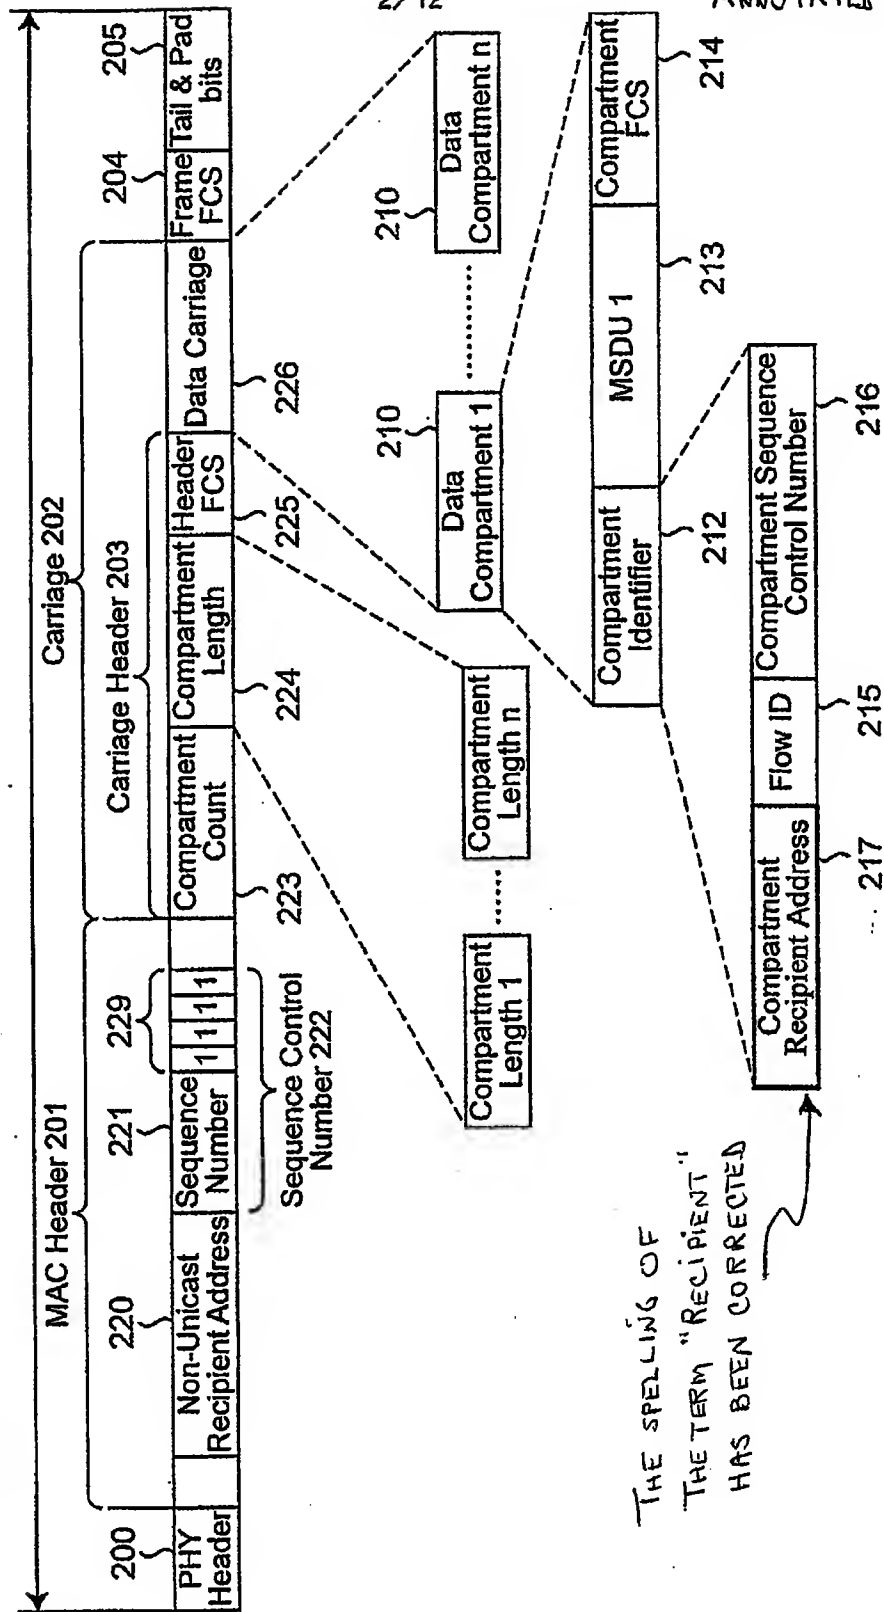 2/12
ANNOTATED
MAC Header 201
Carriage 202
Carriage Header 203
200
220
221
229
204
205
PHY
Header
Non-Unicast
Recipient Address
Sequence
Number
1 1 1 1
1 1
Compartment
Count
Compartment
Length
Header
FCS
Data Carriage
Frame
FCS
Tail & Pad
bits
Sequence Control
Number 222
223
224
225
226
Compartment
Length 1
Compartment
Length n
210
210
Data
Compartment 1
Data
Compartment n
Compartment
Identifier
MSDU 1
Compartment
FCS
212
213
214
Compartment
Recipient Address
Flow ID
Compartment Sequence
Control Number
217
215
216
THE SPELLING OF
THE TERM "RECIPIENT"
HAS BEEN CORRECTED